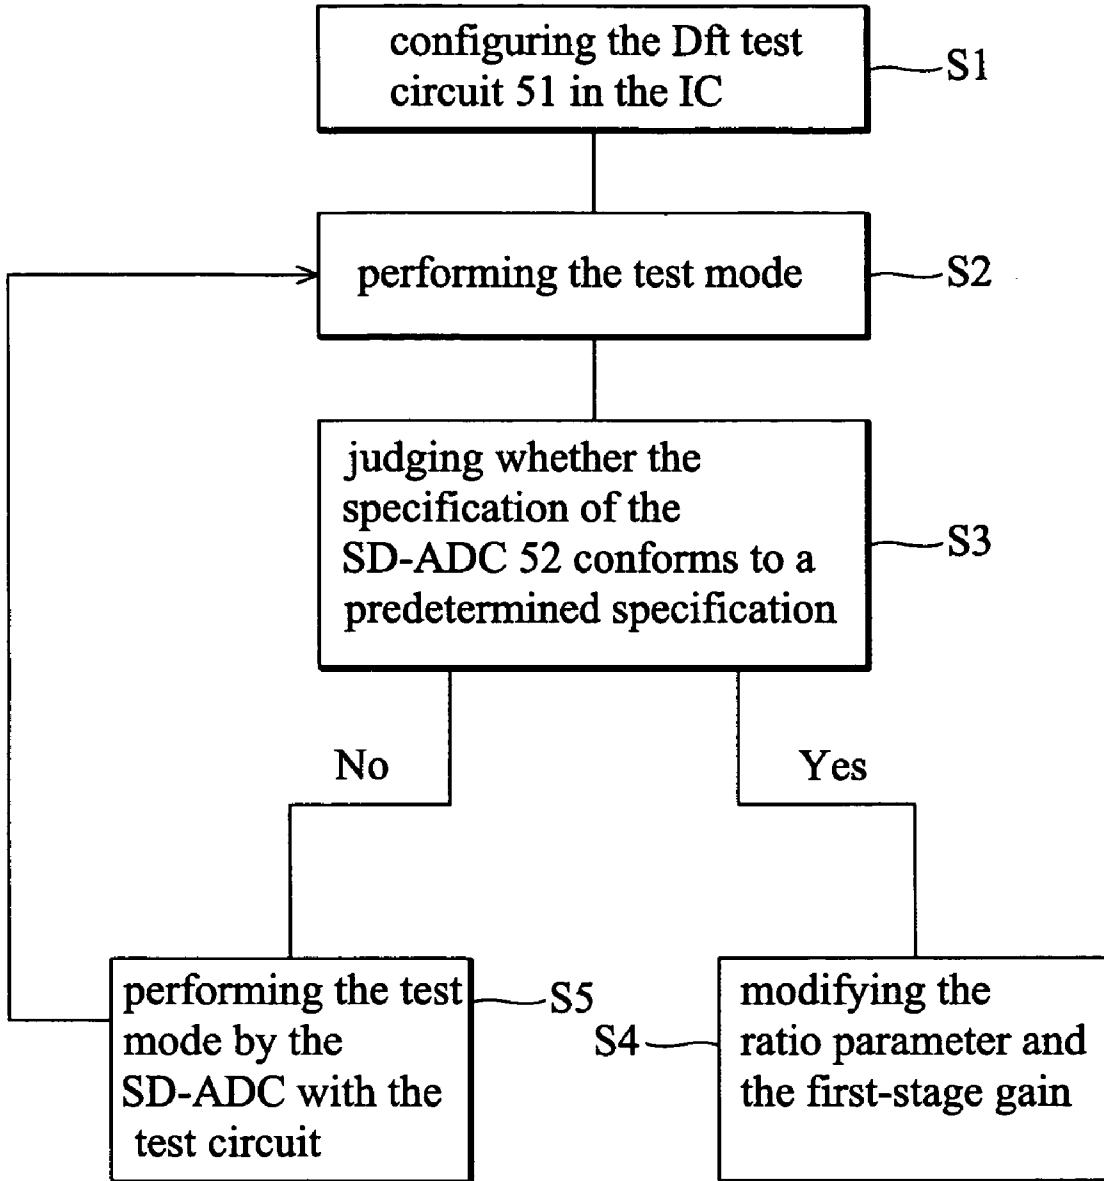 configuring the Dft test
circuit 51 in the IC
S1
performing the test mode
S2
judging whether the
specification of the
SD-ADC 52 conforms to a
predetermined specification
S3
No
Yes
performing the test
mode by the
SD-ADC with the
test circuit
S5
S4
modifying the
ratio parameter and
the first-stage gain